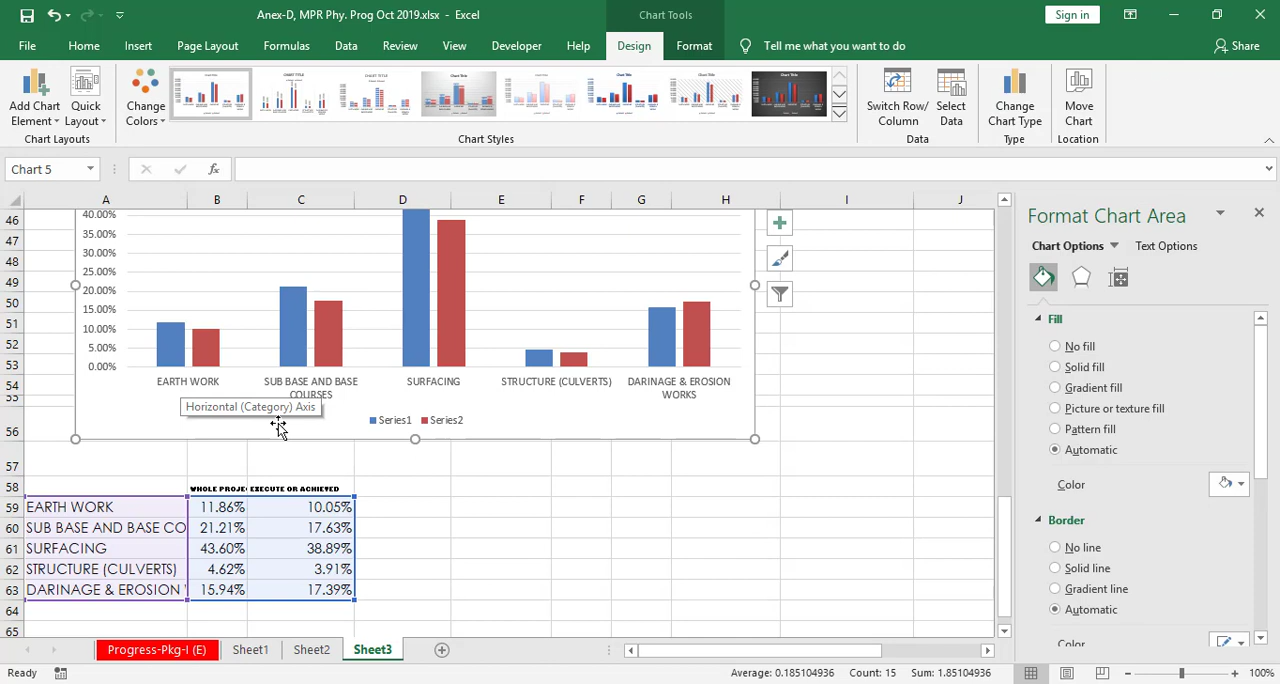 Anex-D, MPR Phy. Prog Oct 2019.xlsx - Excel
Chart Tools
Sign in
File Home Insert Page Layout Formulas Data Review View Developer Help Design Format Tell me what you want to do Share
Add Chart Element
Quick Layout
Change Colors
Switch Row/Column
Select Data
Change Chart Type
Move Chart
Chart Layouts Chart Styles Data Type Location
Chart 5 fx
A B C D E F G H I J
46
47
48
49
50
51
52
53
54
55
56
57
40.00%
35.00%
30.00%
25.00%
20.00%
15.00%
10.00%
5.00%
0.00%
EARTH WORK
SUB BASE AND BASE COURSES
SURFACING
STRUCTURE (CULVERTS)
DARINAGE & EROSION WORKS
Horizontal (Category) Axis
Series1 Series2
58 WHOLE PROJE EXECUTE OR ACHIEVED
59 EARTH WORK 11.86% 10.05%
60 SUB BASE AND BASE CO 21.21% 17.63%
61 SURFACING 43.60% 38.89%
62 STRUCTURE (CULVERTS) 4.62% 3.91%
63 DARINAGE & EROSION 15.94% 17.39%
64
65
Format Chart Area
Chart Options Text Options
Fill
No fill
Solid fill
Gradient fill
Picture or texture fill
Pattern fill
Automatic
Color
Border
No line
Solid line
Gradient line
Automatic
Color
Progress-Pkg-I (E) Sheet1 Sheet2 Sheet3
Ready Average: 0.185104936 Count: 15 Sum: 1.85104936 100%